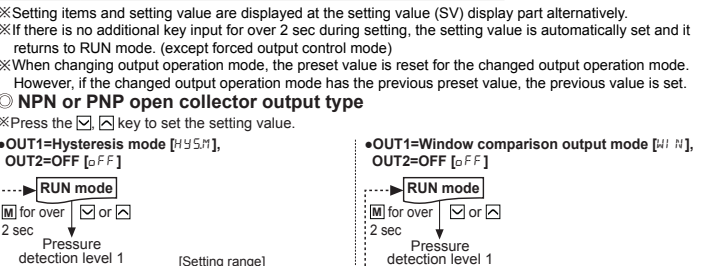 ※Setting items and setting value are displayed at the setting value (SV) display part alternatively.
※If there is no additional key input for over 2 sec during setting, the setting value is automatically set and it
returns to RUN mode. (except forced output control mode)
※When changing output operation mode, the preset value is reset for the changed output operation mode.
However, if the changed output operation mode has the previous preset value, the previous value is set.
◎ NPN or PNP open collector output type
※Press the , key to set the setting value.
●OUT1=Hysteresis mode [HYS.M],
OUT2=OFF [oFF]
RUN mode
M for over or
2 sec
Pressure
detection level 1
[Setting range]
●OUT1=Window comparison output mode [WIN],
OUT2=OFF [oFF]
RUN mode
M for over or
2 sec
Pressure
detection level 1